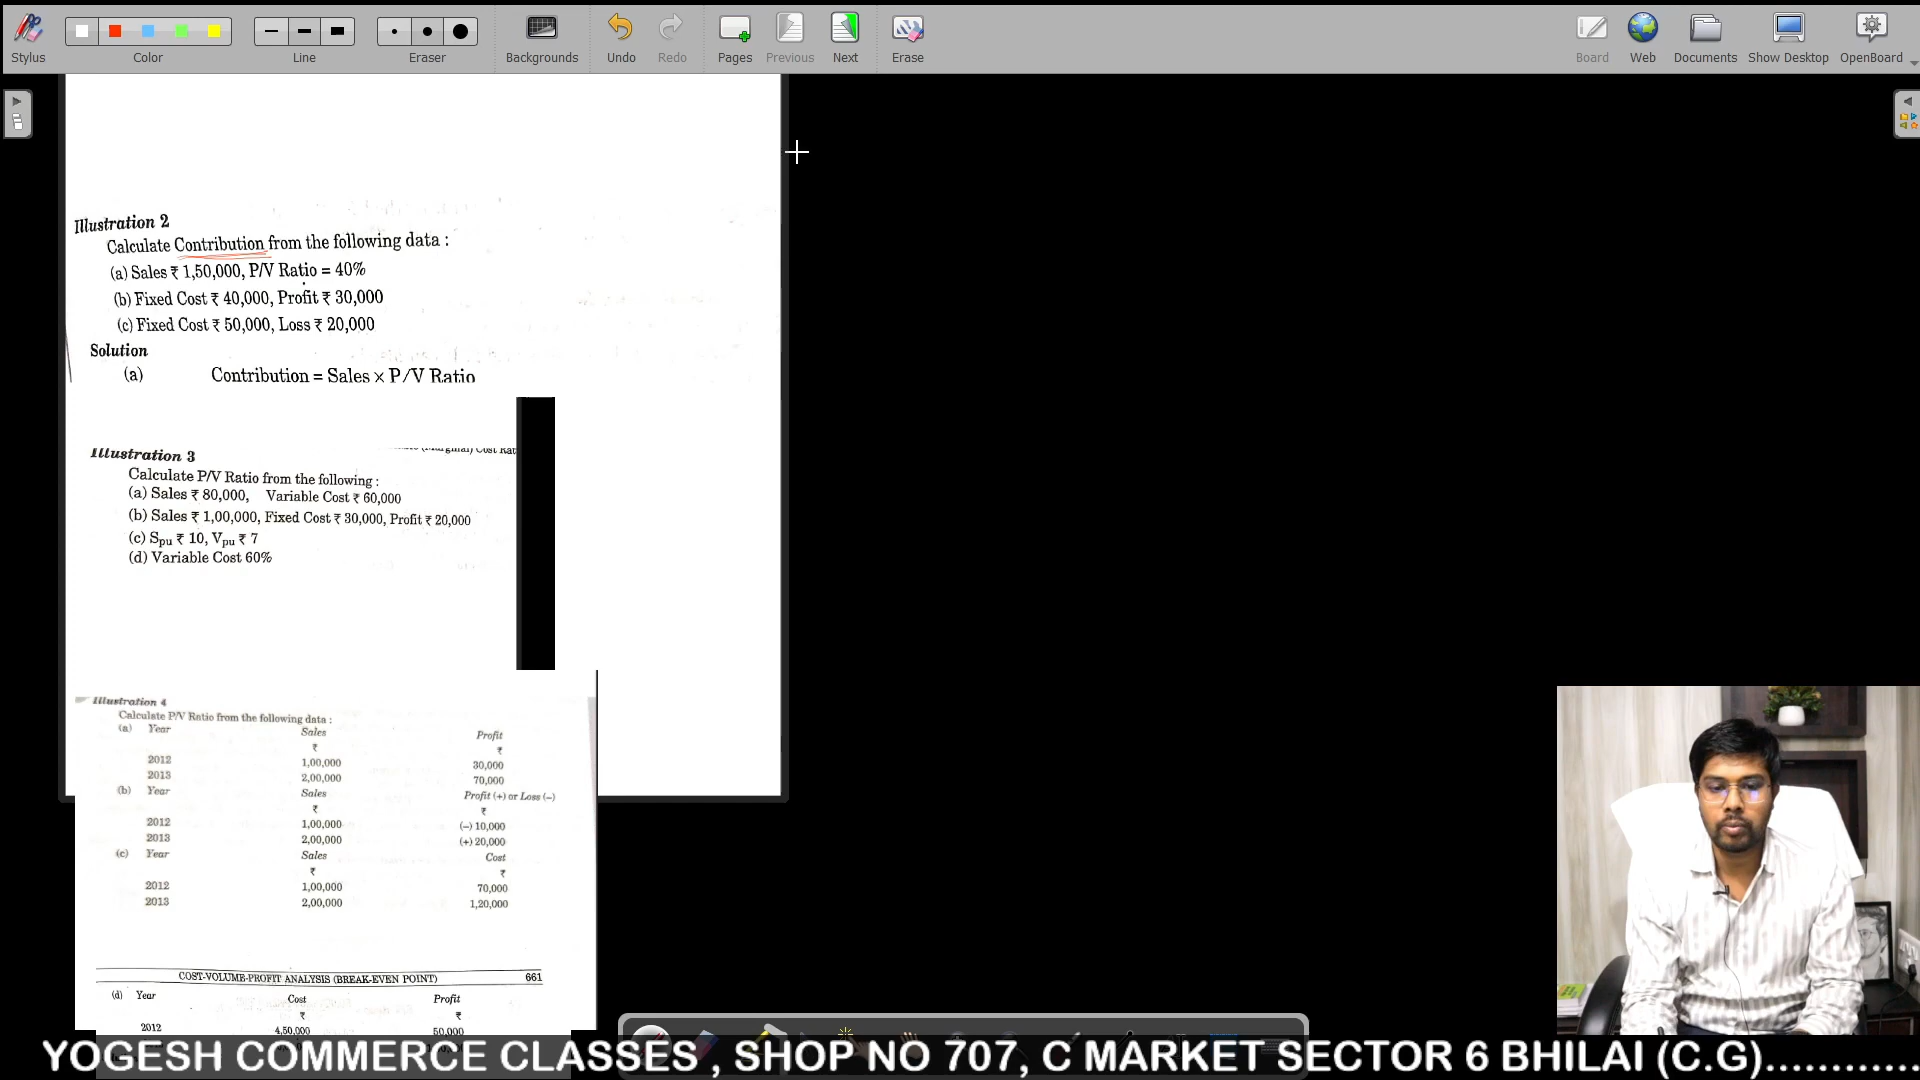 Stylus Color Line Eraser Backgrounds Undo Redo Pages Previous Next Erase Board Web Documents Show Desktop OpenBoard
Illustration 2
Calculate Contribution from the following data :
(a) Sales ₹ 1,50,000, P/V Ratio = 40%
(b) Fixed Cost ₹ 40,000, Profit ₹ 30,000
(c) Fixed Cost ₹ 50,000, Loss ₹ 20,000
Solution
(a) Contribution = Sales × P/V Ratio
(Marginal) Cost Rat
Illustration 3
Calculate P/V Ratio from the following :
(a) Sales ₹ 80,000, Variable Cost ₹ 60,000
(b) Sales ₹ 1,00,000, Fixed Cost ₹ 30,000, Profit ₹ 20,000
(c) Spu ₹ 10, Vpu ₹ 7
(d) Variable Cost 60%
Illustration 4
Calculate P/V Ratio from the following data :
(a) Year Sales Profit
₹ ₹
2012 1,00,000 30,000
2013 2,00,000 70,000
(b) Year Sales Profit (+) or Loss (–)
₹ ₹
2012 1,00,000 (–) 10,000
2013 2,00,000 (+) 20,000
(c) Year Sales Cost
₹ ₹
2012 1,00,000 70,000
2013 2,00,000 1,20,000
COST-VOLUME-PROFIT ANALYSIS (BREAK-EVEN POINT) 661
(d) Year Cost Profit
₹ ₹
2012 4,50,000 50,000
YOGESH COMMERCE CLASSES , SHOP NO 707, C MARKET SECTOR 6 BHILAI (C.G)............